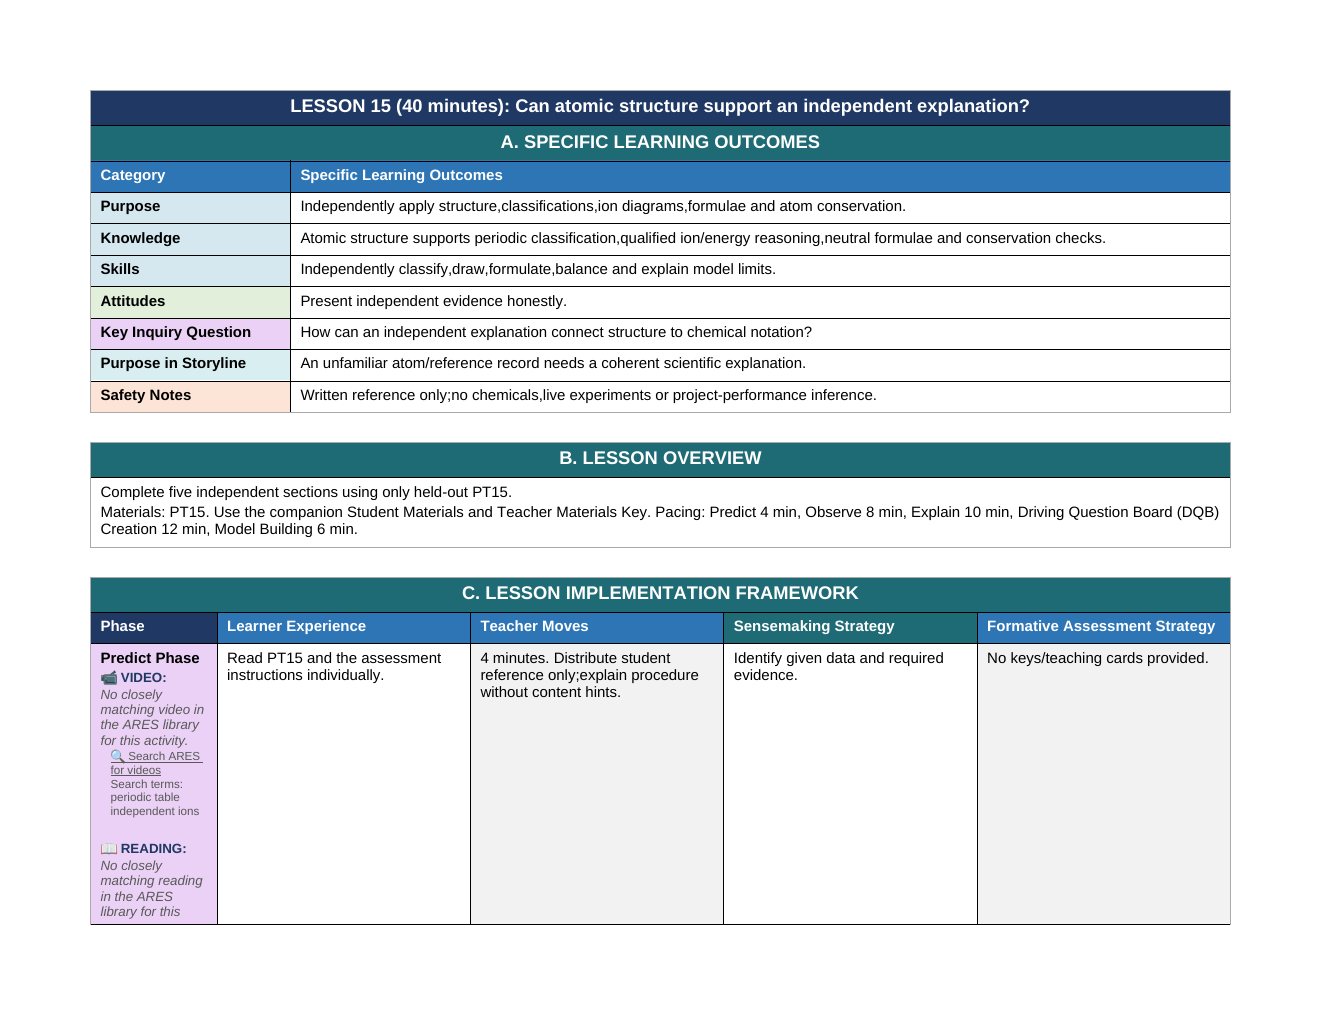 LESSON 15 (40 minutes): Can atomic structure support an independent explanation?
A. SPECIFIC LEARNING OUTCOMES
Category
Specific Learning Outcomes
Purpose
Independently apply structure,classifications,ion diagrams,formulae and atom conservation.
Knowledge
Atomic structure supports periodic classification,qualified ion/energy reasoning,neutral formulae and conservation checks.
Skills
Independently classify,draw,formulate,balance and explain model limits.
Attitudes
Present independent evidence honestly.
Key Inquiry Question
How can an independent explanation connect structure to chemical notation?
Purpose in Storyline
An unfamiliar atom/reference record needs a coherent scientific explanation.
Safety Notes
Written reference only;no chemicals,live experiments or project-performance inference.
B. LESSON OVERVIEW
Complete five independent sections using only held-out PT15.
Materials: PT15. Use the companion Student Materials and Teacher Materials Key. Pacing: Predict 4 min, Observe 8 min, Explain 10 min, Driving Question Board (DQB)
Creation 12 min, Model Building 6 min.
C. LESSON IMPLEMENTATION FRAMEWORK
Phase
Learner Experience
Teacher Moves
Sensemaking Strategy
Formative Assessment Strategy
Predict Phase
📹 VIDEO:
No closely
matching video in
the ARES library
for this activity.
🔍 Search ARES
for videos
Search terms:
periodic table
independent ions
📖 READING:
No closely
matching reading
in the ARES
library for this
Read PT15 and the assessment
instructions individually.
4 minutes. Distribute student
reference only;explain procedure
without content hints.
Identify given data and required
evidence.
No keys/teaching cards provided.